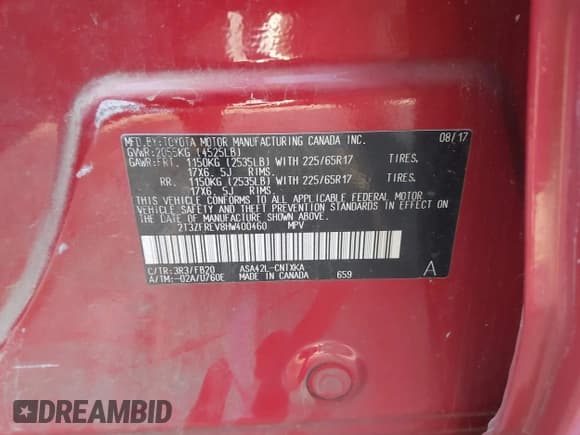 MFD.BY:TOYOTA MOTOR MANUFACTURING CANADA INC. 08/17
GVWR:2055KG (4525LB)
GAWR:FRT. 1150KG (2535LB) WITH 225/65R17 TIRES.
17X6.5J RIMS.
RR. 1150KG (2535LB) WITH 225/65R17 TIRES.
17X6.5J RIMS.
THIS VEHICLE CONFORMS TO ALL APPLICABLE FEDERAL MOTOR
VEHICLE SAFETY AND THEFT PREVENTION STANDARDS IN EFFECT
ON THE DATE OF MANUFACTURE SHOWN ABOVE.
2T3ZFREV8HW400460 MPV
C/TR:3R3/FB20 ASA42L-CNTXKA A
A/TM:-02A/U760E MADE IN CANADA 659
DREAMBID